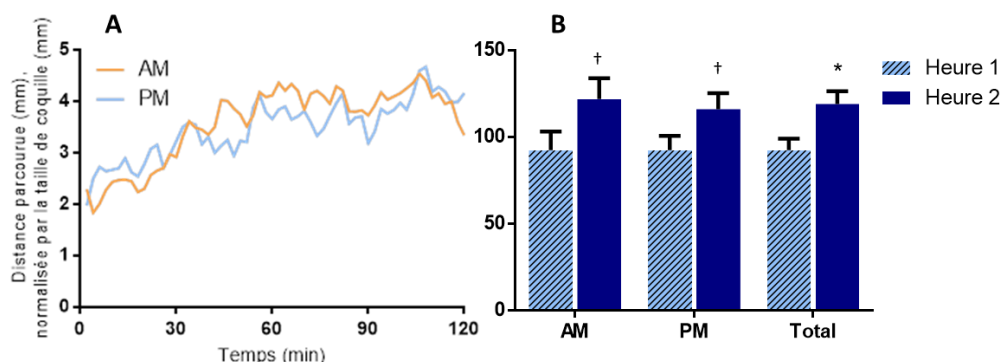 A
Distance parcourue (mm),
normalisée par la taille de coquille (mm)
5
4
3
2
1
0
AM
PM
0 30 60 90 120
Temps (min)
B
150
100
50
0
† † *
AM PM Total
Heure 1
Heure 2